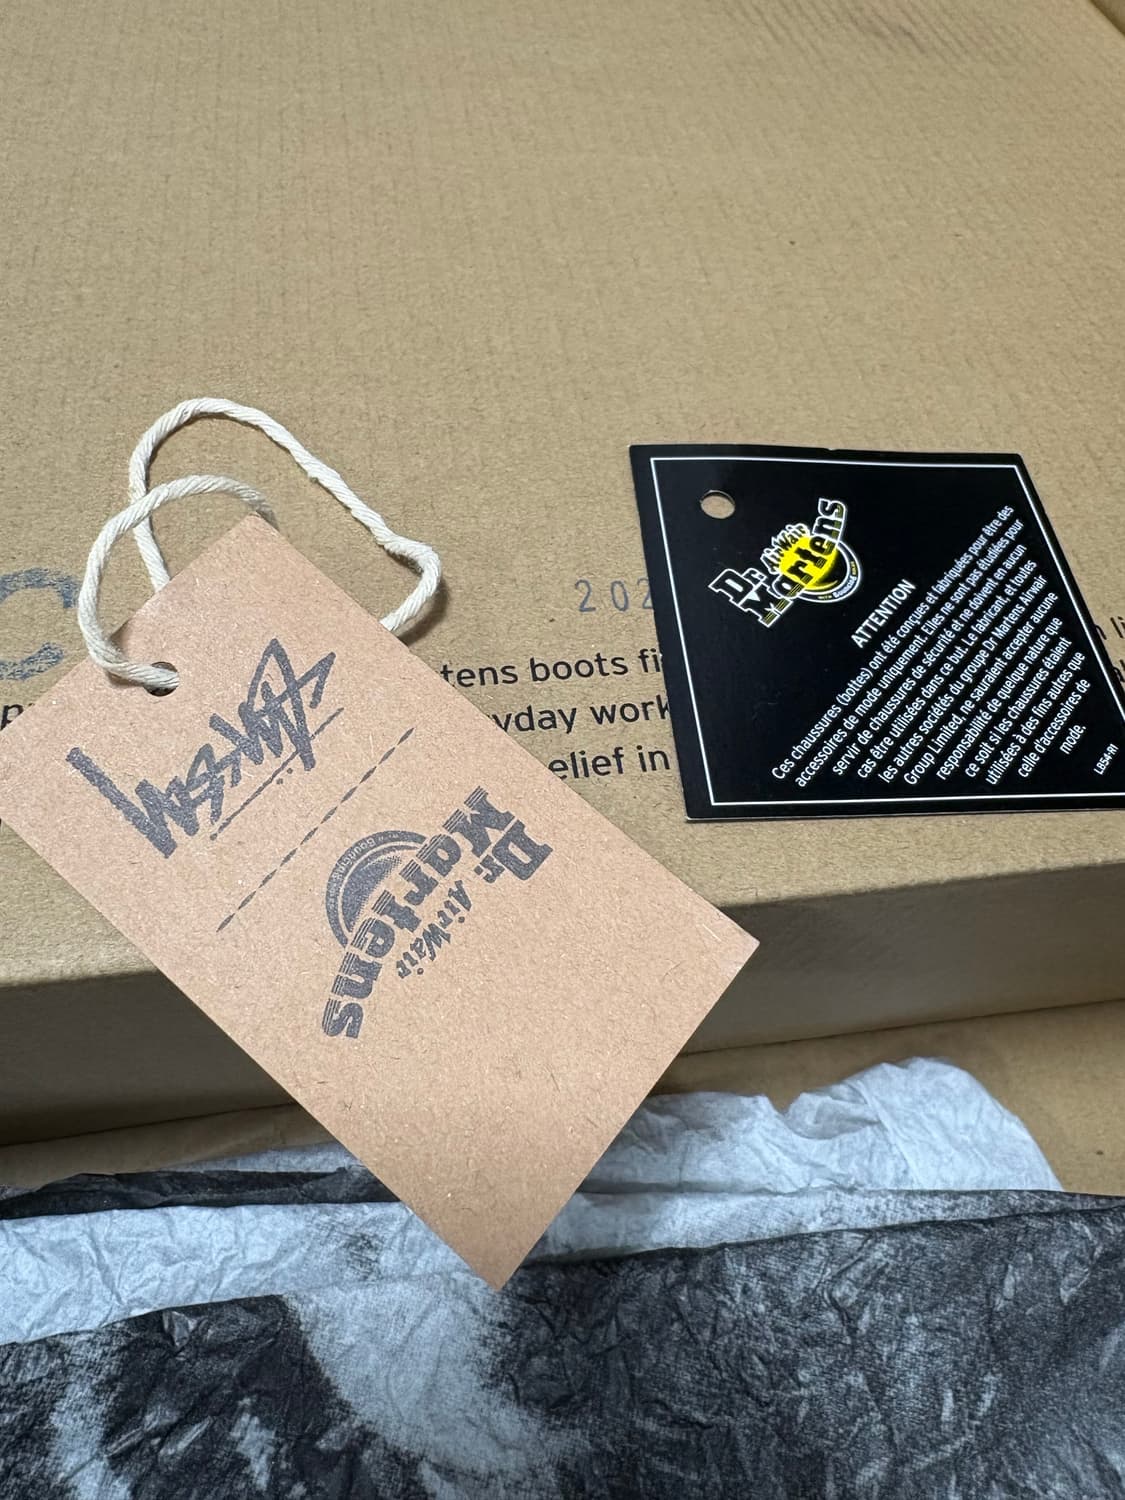 Stüssy
Dr. Martens
AirWair
Dr. Martens
AirWair
ATTENTION
Ces chaussures (bottes) ont été conçues et fabriquées pour être des
accessoires de mode uniquement. Elles ne sont pas étudiées pour
servir de chaussures de sécurité et ne doivent en aucun
cas être utilisées dans ce but. Le fabricant, et toutes
les autres sociétés du groupe Dr Martens Airwair
Group Limited, ne sauraient accepter aucune
responsabilité de quelque nature que
ce soit si les chaussures étaient
utilisées à des fins autres que
celle d'accessoires de
mode.
LB54-R1
202
tens boots fi
yday work
elief in